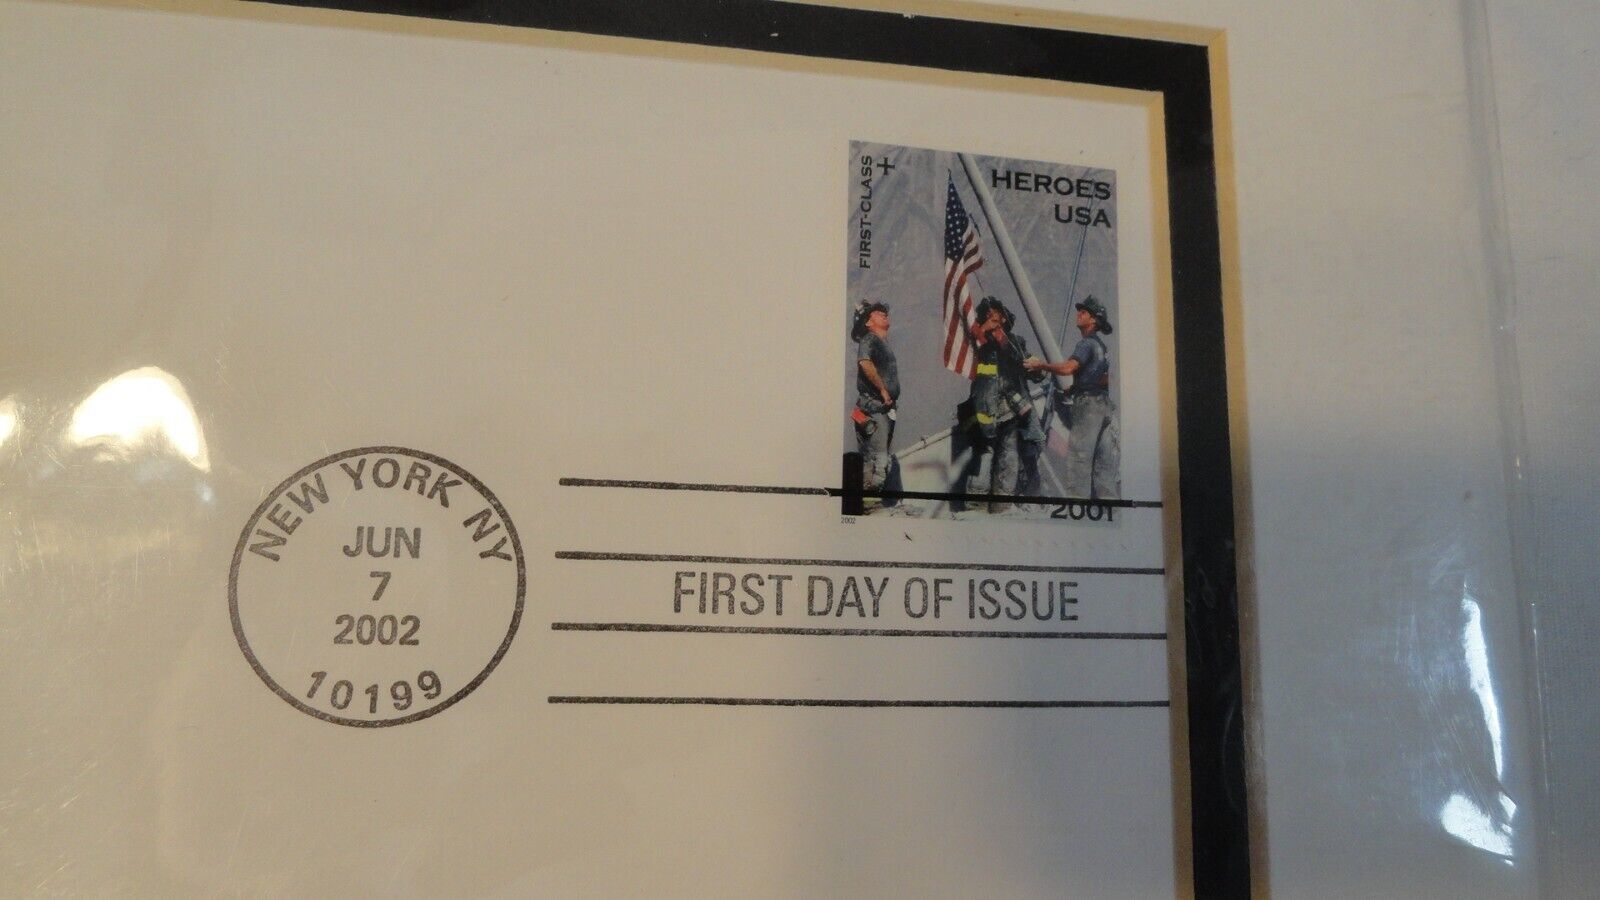 FIRST-CLASS +
HEROES
USA
2001
2002
NEW YORK NY
JUN
7
2002
10199
FIRST DAY OF ISSUE